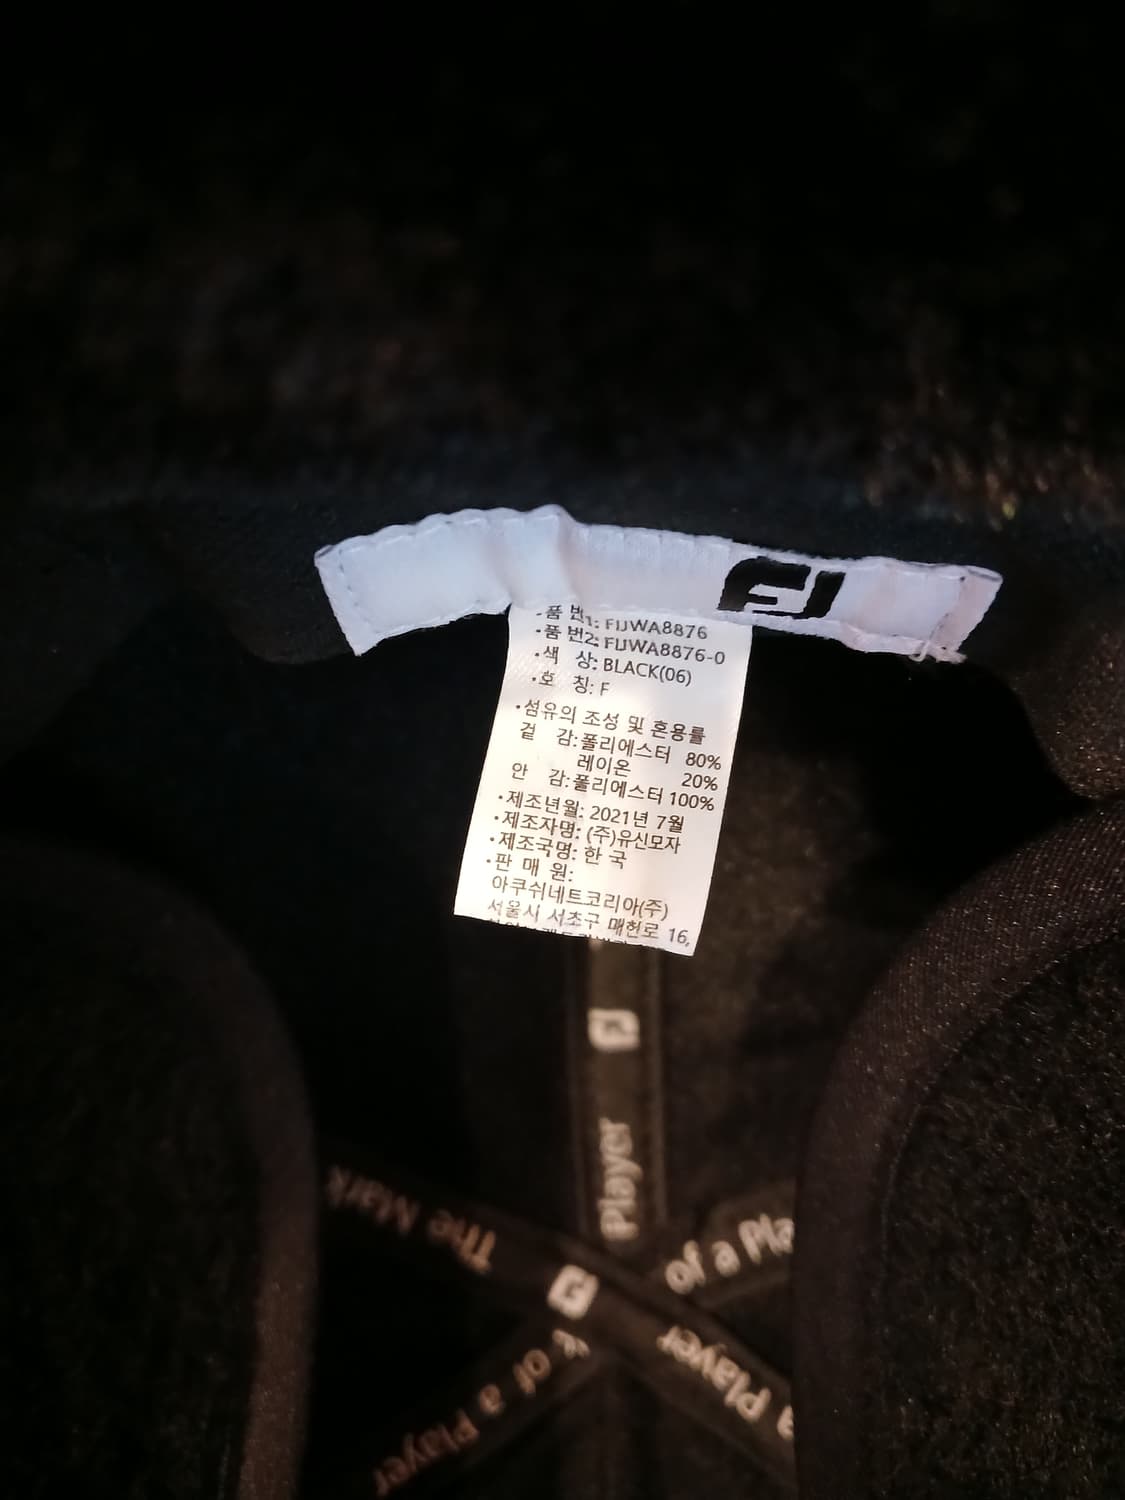 FJ
·품 번1: FIJWA8876
·품 번2: FIJWA8876-0
·색 상: BLACK(06)
·호 칭: F
·섬유의 조성 및 혼용률
겉 감: 폴리에스터 80%
레이온 20%
안 감: 폴리에스터 100%
·제조년월: 2021년 7월
·제조자명: (주)유신모자
·제조국명: 한국
·판 매 원:
아쿠쉬네트코리아(주)
서울시 서초구 매헌로 16,
FJ
Player
The Mark
of a Pla
FJ
of a Player
a Player